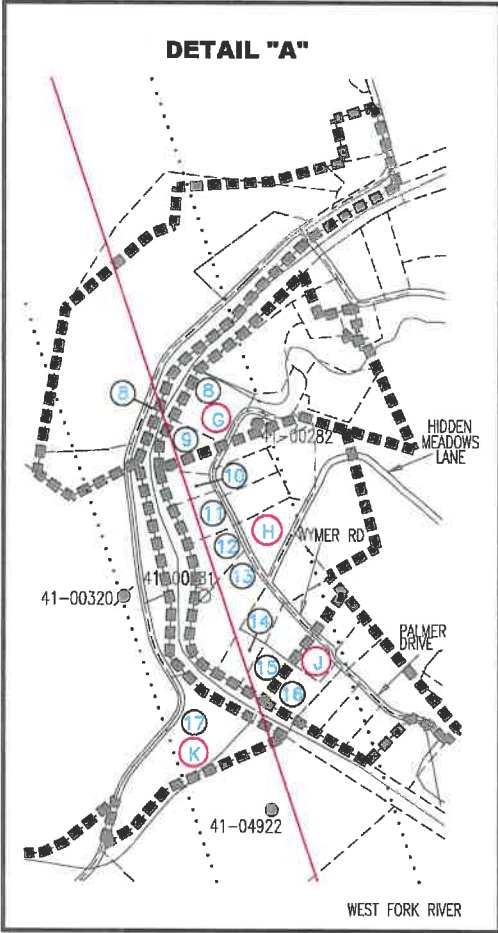 DETAIL "A"
8
8
G
9
41-00282
HIDDEN
MEADOWS
LANE
10
11
H
12
WYMER RD
13
41-00320
14
PALMER
DRIVE
15
J
16
17
K
41-04922
WEST FORK RIVER